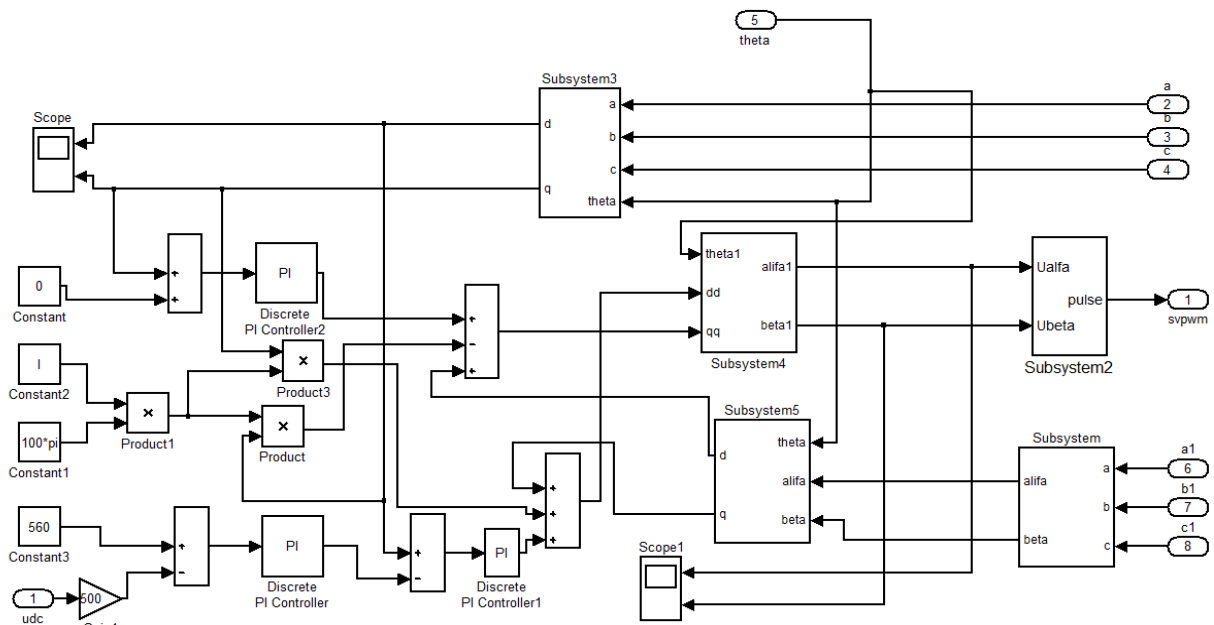 5
theta
Subsystem3
a
b
c
theta
d
q
a
2
b
3
c
4
Scope
theta1
dd
qq
alifa1
beta1
Subsystem4
Ualfa
Ubeta
pulse
Subsystem2
1
svpwm
0
Constant
PI
Discrete
PI Controller2
I
Constant2
Product3
Product1
Product
100*pi
Constant1
Subsystem5
theta
alifa
beta
d
q
Subsystem
alifa
beta
a
b
c
a1
6
b1
7
c1
8
560
Constant3
PI
Discrete
PI Controller
PI
Discrete
PI Controller1
Scope1
1
udc
500